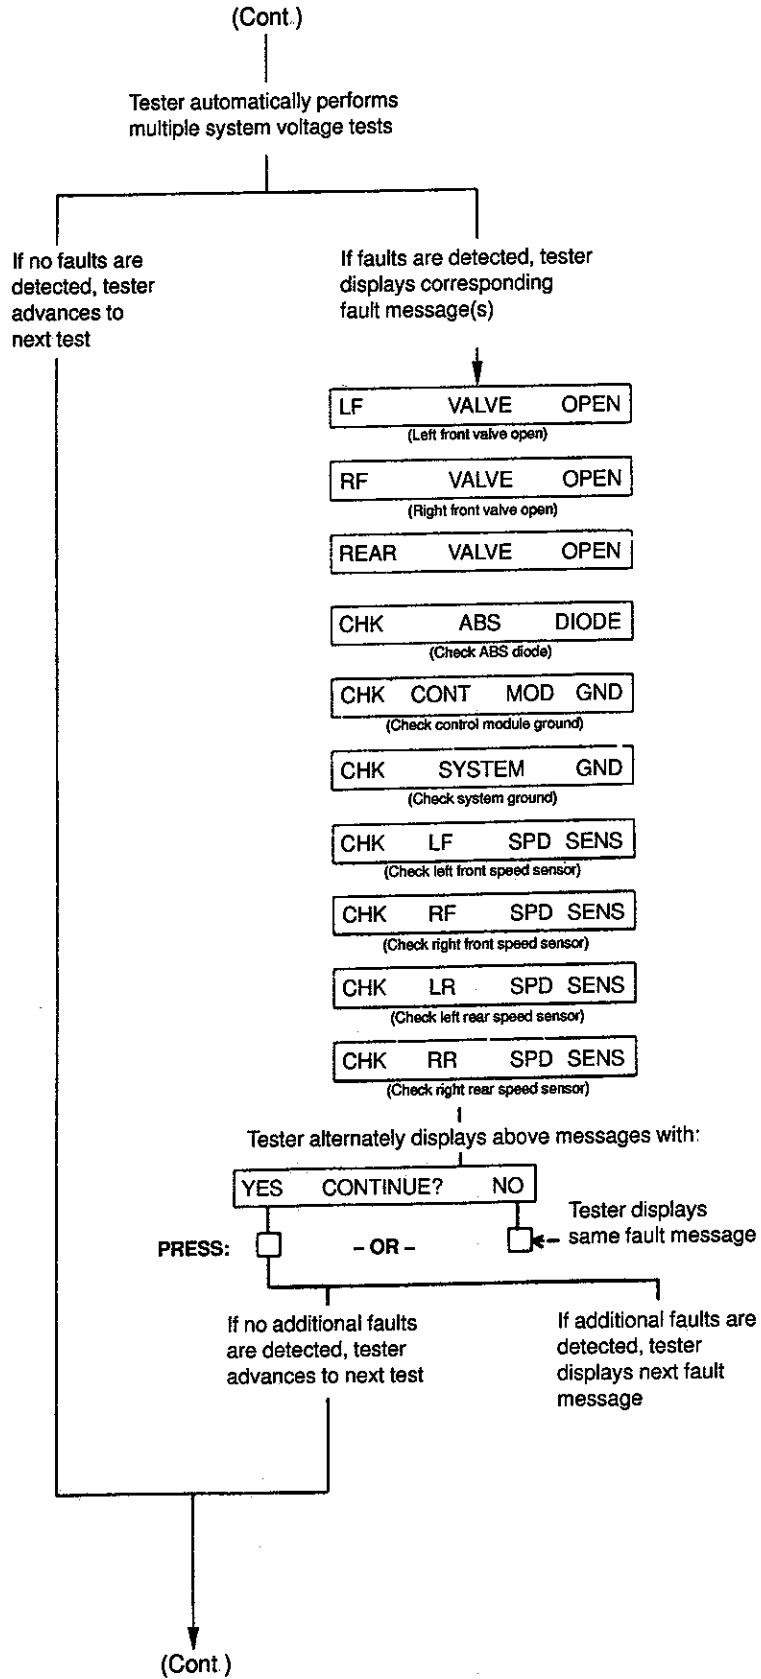 (Cont.)
Tester automatically performs
multiple system voltage tests
If no faults are
detected, tester
advances to
next test
If faults are detected, tester
displays corresponding
fault message(s)
LF VALVE OPEN
(Left front valve open)
RF VALVE OPEN
(Right front valve open)
REAR VALVE OPEN
CHK ABS DIODE
(Check ABS diode)
CHK CONT MOD GND
(Check control module ground)
CHK SYSTEM GND
(Check system ground)
CHK LF SPD SENS
(Check left front speed sensor)
CHK RF SPD SENS
(Check right front speed sensor)
CHK LR SPD SENS
(Check left rear speed sensor)
CHK RR SPD SENS
(Check right rear speed sensor)
Tester alternately displays above messages with:
YES CONTINUE? NO
PRESS: – OR –
Tester displays
same fault message
If no additional faults
are detected, tester
advances to next test
If additional faults are
detected, tester
displays next fault
message
(Cont.)